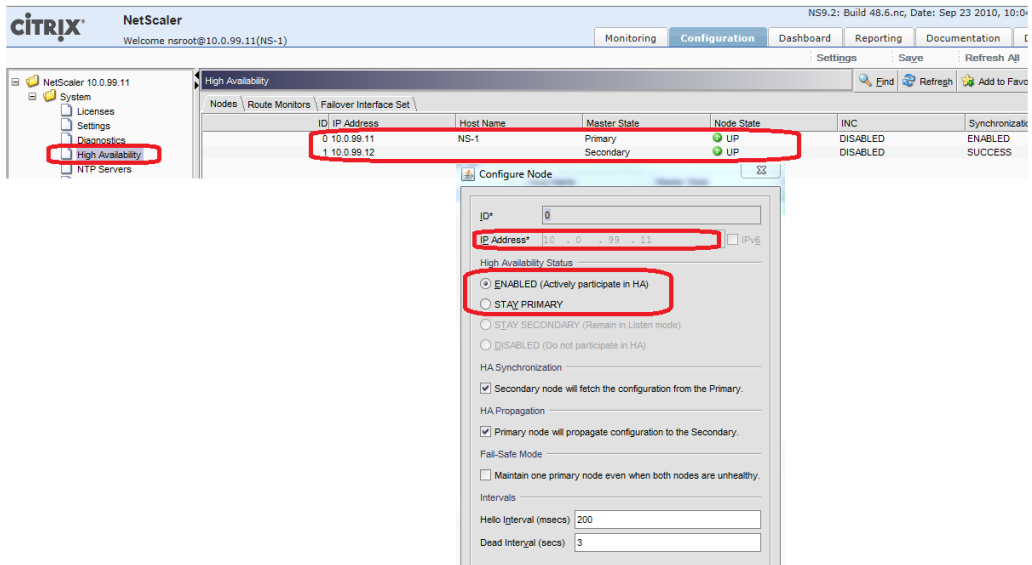 NS9.2: Build 48.6.nc, Date: Sep 23 2010, 10:04
CITRIX NetScaler
Welcome nsroot@10.0.99.11(NS-1)
Monitoring Configuration Dashboard Reporting Documentation
Settings Save Refresh All
NetScaler 10.0.99.11
System
Licenses
Settings
Diagnostics
High Availability
NTP Servers
High Availability Find Refresh Add to Favo
Nodes Route Monitors Failover Interface Set
ID IP Address Host Name Master State Node State INC Synchronizatio
0 10.0.99.11 NS-1 Primary UP DISABLED ENABLED
1 10.0.99.12 Secondary UP DISABLED SUCCESS
Configure Node
ID* 0
IP Address* 10 . 0 . 99 . 11 IPv6
High Availability Status
ENABLED (Actively participate in HA)
STAY PRIMARY
STAY SECONDARY (Remain in Listen mode)
DISABLED (Do not participate in HA)
HA Synchronization
Secondary node will fetch the configuration from the Primary.
HA Propagation
Primary node will propagate configuration to the Secondary.
Fail-Safe Mode
Maintain one primary node even when both nodes are unhealthy.
Intervals
Hello Interval (msecs) 200
Dead Interval (secs) 3